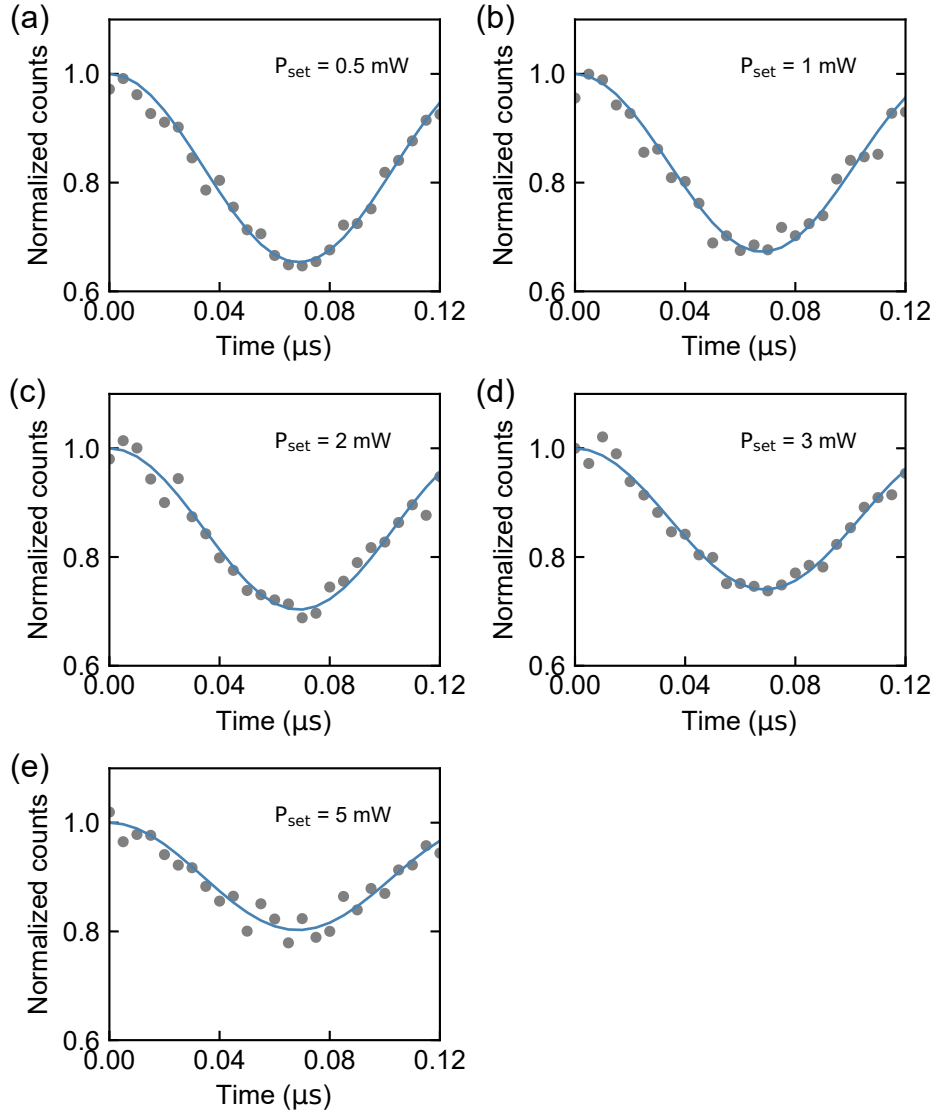 (a)
Normalized counts
1.0
0.8
0.6
P_set = 0.5 mW
0.00 0.04 0.08 0.12
Time (µs)
(b)
Normalized counts
1.0
0.8
0.6
P_set = 1 mW
0.00 0.04 0.08 0.12
Time (µs)
(c)
Normalized counts
1.0
0.8
0.6
P_set = 2 mW
0.00 0.04 0.08 0.12
Time (µs)
(d)
Normalized counts
1.0
0.8
0.6
P_set = 3 mW
0.00 0.04 0.08 0.12
Time (µs)
(e)
Normalized counts
1.0
0.8
0.6
P_set = 5 mW
0.00 0.04 0.08 0.12
Time (µs)